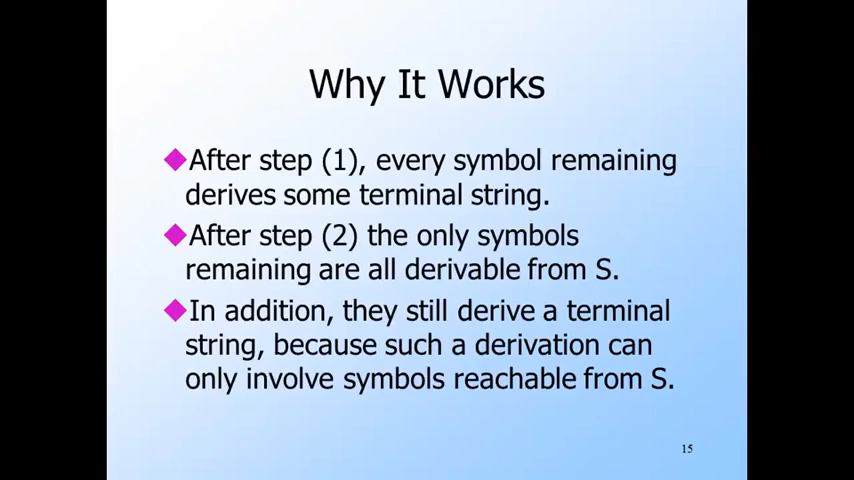 Why It Works
After step (1), every symbol remaining
derives some terminal string.
After step (2) the only symbols
remaining are all derivable from S.
In addition, they still derive a terminal
string, because such a derivation can
only involve symbols reachable from S.
15